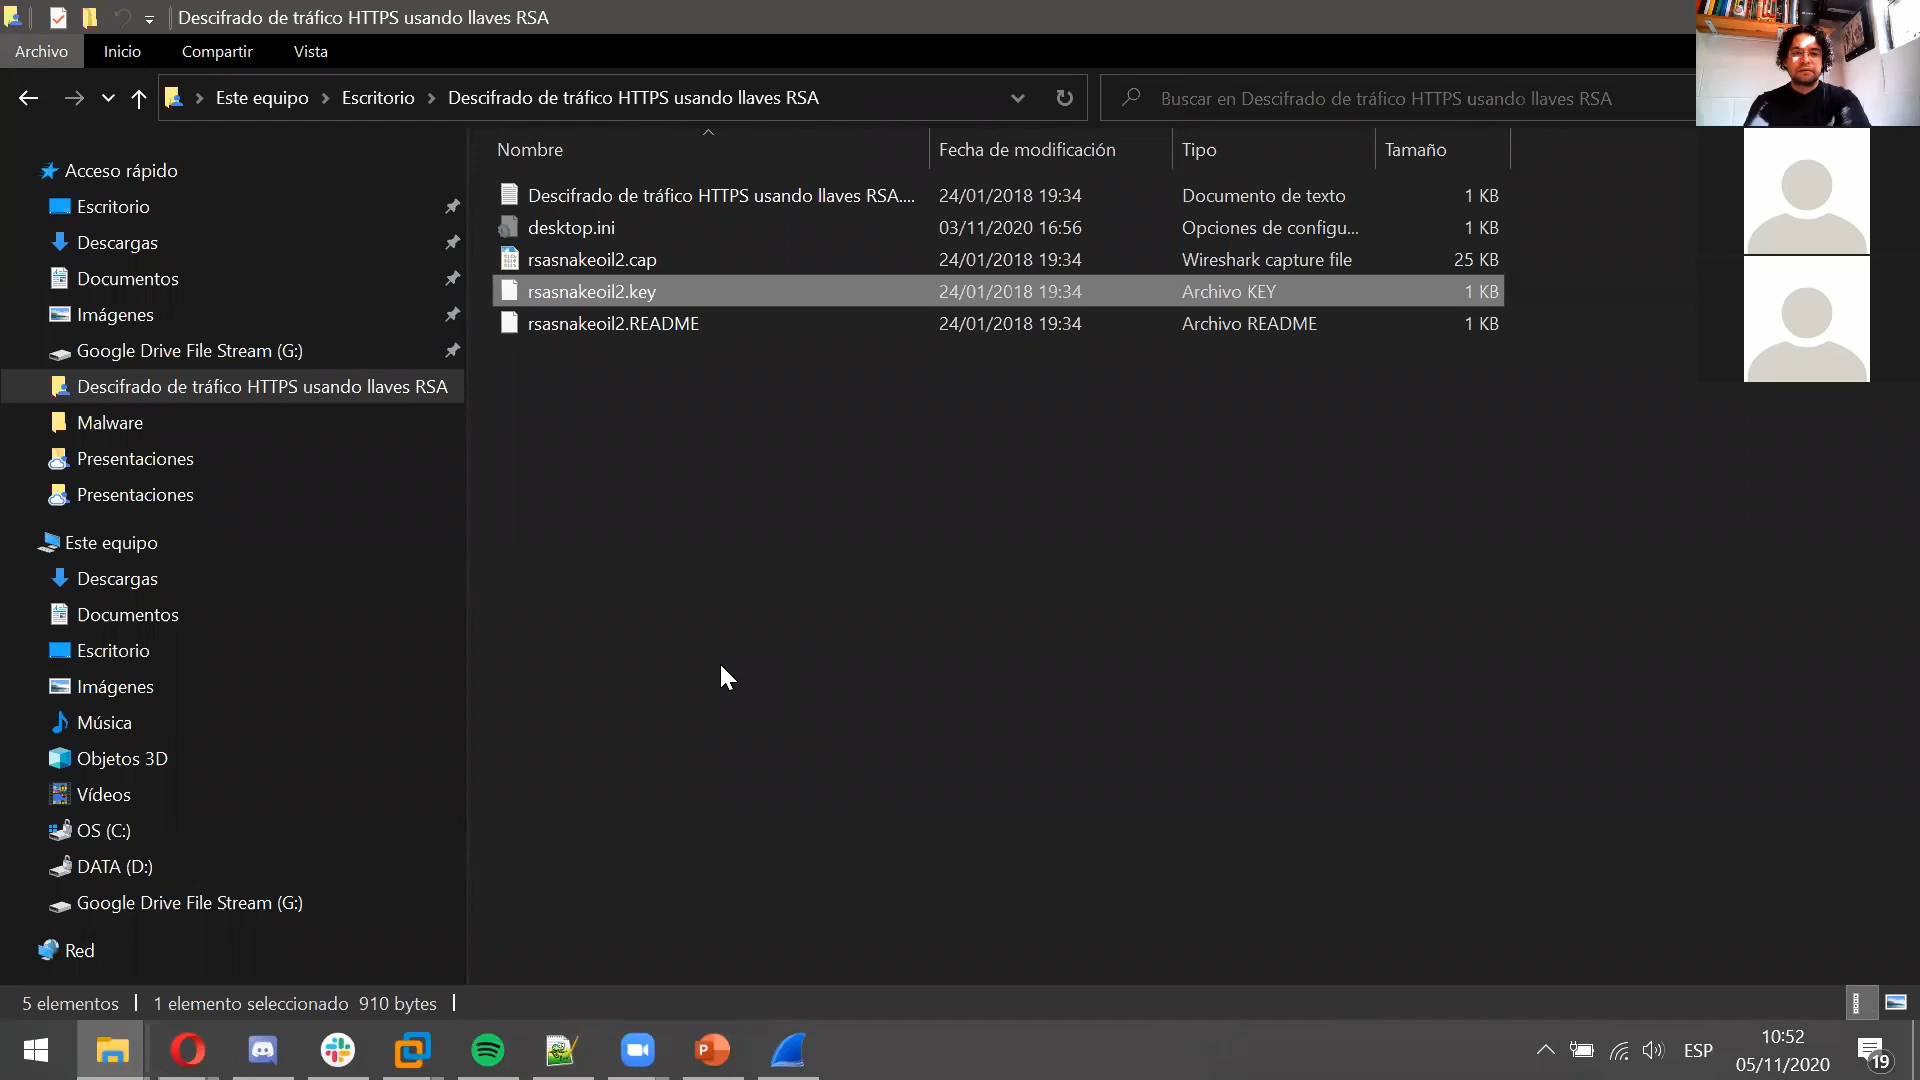 Descifrado de tráfico HTTPS usando llaves RSA
Archivo Inicio Compartir Vista
Este equipo Escritorio Descifrado de tráfico HTTPS usando llaves RSA
Buscar en Descifrado de tráfico HTTPS usando llaves RSA
Nombre Fecha de modificación Tipo Tamaño
Descifrado de tráfico HTTPS usando llaves RSA.... 24/01/2018 19:34 Documento de texto 1 KB
desktop.ini 03/11/2020 16:56 Opciones de configu... 1 KB
rsasnakeoil2.cap 24/01/2018 19:34 Wireshark capture file 25 KB
rsasnakeoil2.key 24/01/2018 19:34 Archivo KEY 1 KB
rsasnakeoil2.README 24/01/2018 19:34 Archivo README 1 KB
Acceso rápido
Escritorio
Descargas
Documentos
Imágenes
Google Drive File Stream (G:)
Descifrado de tráfico HTTPS usando llaves RSA
Malware
Presentaciones
Presentaciones
Este equipo
Descargas
Documentos
Escritorio
Imágenes
Música
Objetos 3D
Vídeos
OS (C:)
DATA (D:)
Google Drive File Stream (G:)
Red
5 elementos 1 elemento seleccionado 910 bytes
ESP
10:52
05/11/2020
19